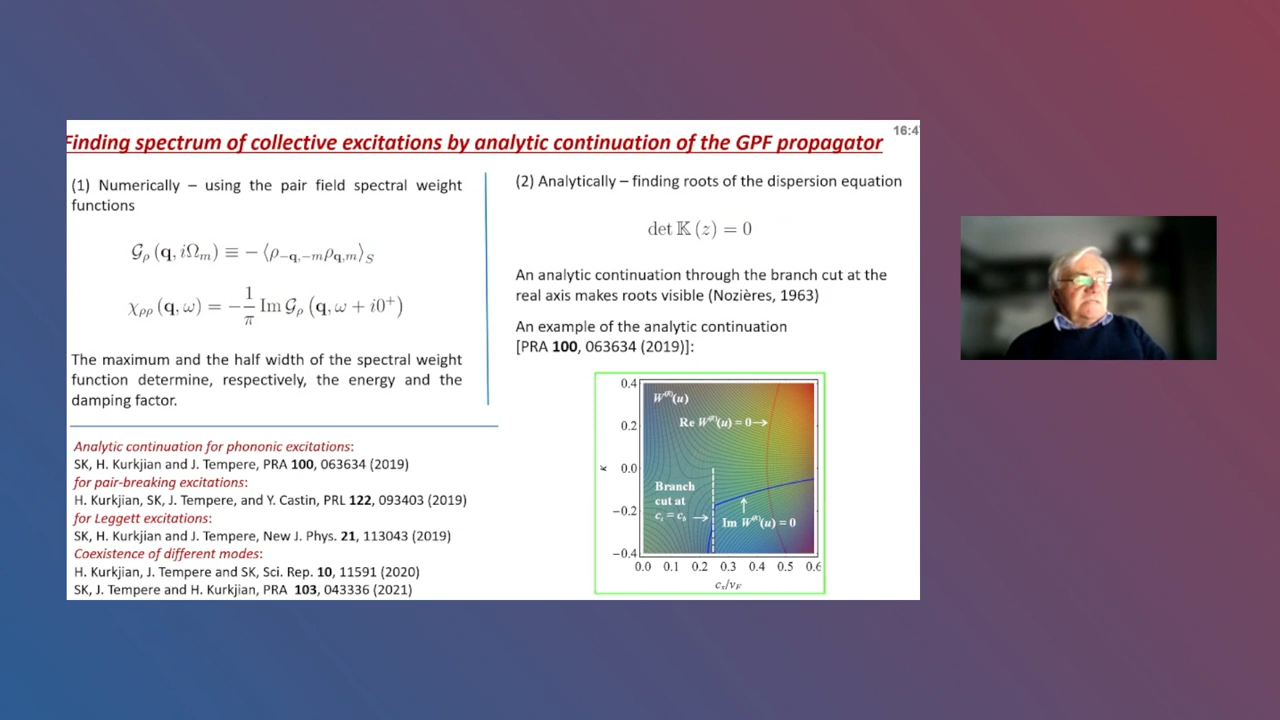 Finding spectrum of collective excitations by analytic continuation of the GPF propagator
16:4
(1) Numerically – using the pair field spectral weight
functions
𝒢ρ (q, iΩm) ≡ − ⟨ρ−q,−mρq,m⟩S
χρρ (q, ω) = −1/π Im 𝒢ρ (q, ω + i0⁺)
The maximum and the half width of the spectral weight
function determine, respectively, the energy and the
damping factor.
Analytic continuation for phononic excitations:
SK, H. Kurkjian and J. Tempere, PRA 100, 063634 (2019)
for pair-breaking excitations:
H. Kurkjian, SK, J. Tempere, and Y. Castin, PRL 122, 093403 (2019)
for Leggett excitations:
SK, H. Kurkjian and J. Tempere, New J. Phys. 21, 113043 (2019)
Coexistence of different modes:
H. Kurkjian, J. Tempere and SK, Sci. Rep. 10, 11591 (2020)
SK, J. Tempere and H. Kurkjian, PRA 103, 043336 (2021)
(2) Analytically – finding roots of the dispersion equation
det 𝕂 (z) = 0
An analytic continuation through the branch cut at the
real axis makes roots visible (Nozières, 1963)
An example of the analytic continuation
[PRA 100, 063634 (2019)]:
0.4
W⁽ᴿ⁾(u)
Re W⁽ᴿ⁾(u) = 0→
0.2
κ
0.0
Branch
cut at
−0.2
Im W⁽ᴿ⁾(u) = 0
−0.4
0.0 0.1 0.2 0.3 0.4 0.5 0.6
cs/vF